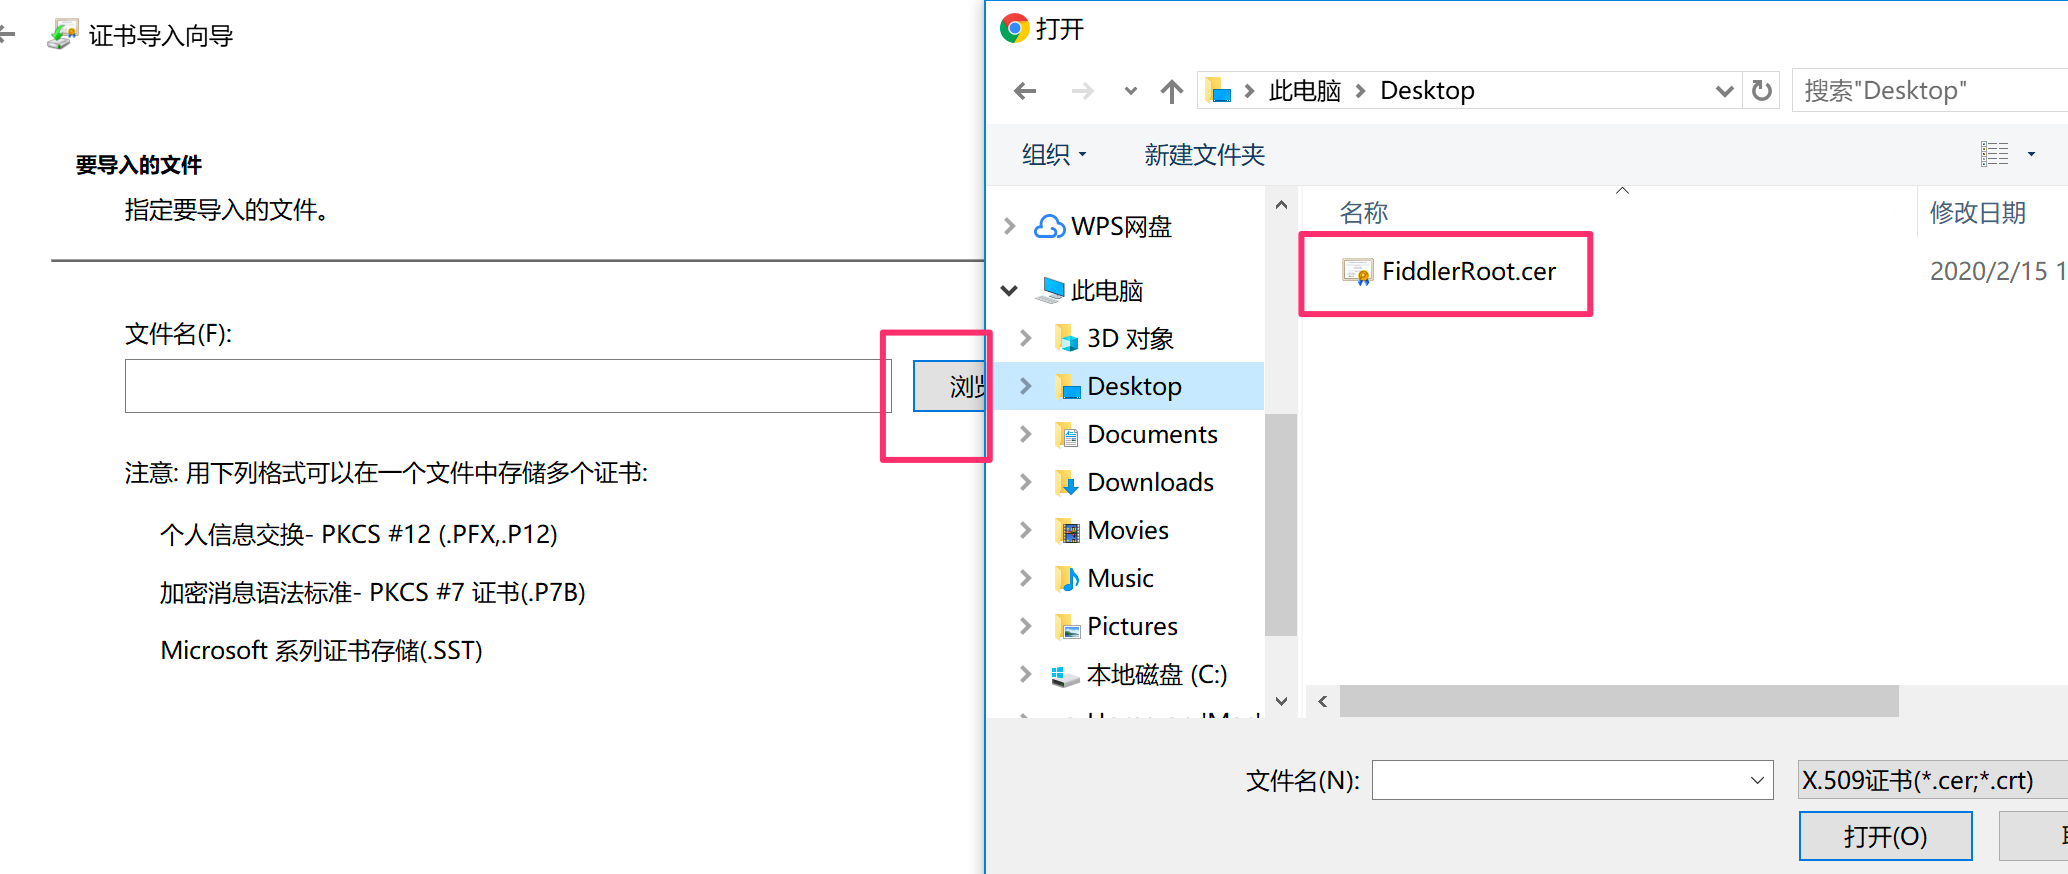 证书导入向导
要导入的文件
指定要导入的文件。
文件名(F):
浏
注意: 用下列格式可以在一个文件中存储多个证书:
个人信息交换- PKCS #12 (.PFX,.P12)
加密消息语法标准- PKCS #7 证书(.P7B)
Microsoft 系列证书存储(.SST)
打开
此电脑 > Desktop
搜索"Desktop"
组织
新建文件夹
WPS网盘
此电脑
3D 对象
Desktop
Documents
Downloads
Movies
Music
Pictures
本地磁盘 (C:)
名称
修改日期
FiddlerRoot.cer
2020/2/15 1
文件名(N):
X.509证书(*.cer;*.crt)
打开(O)